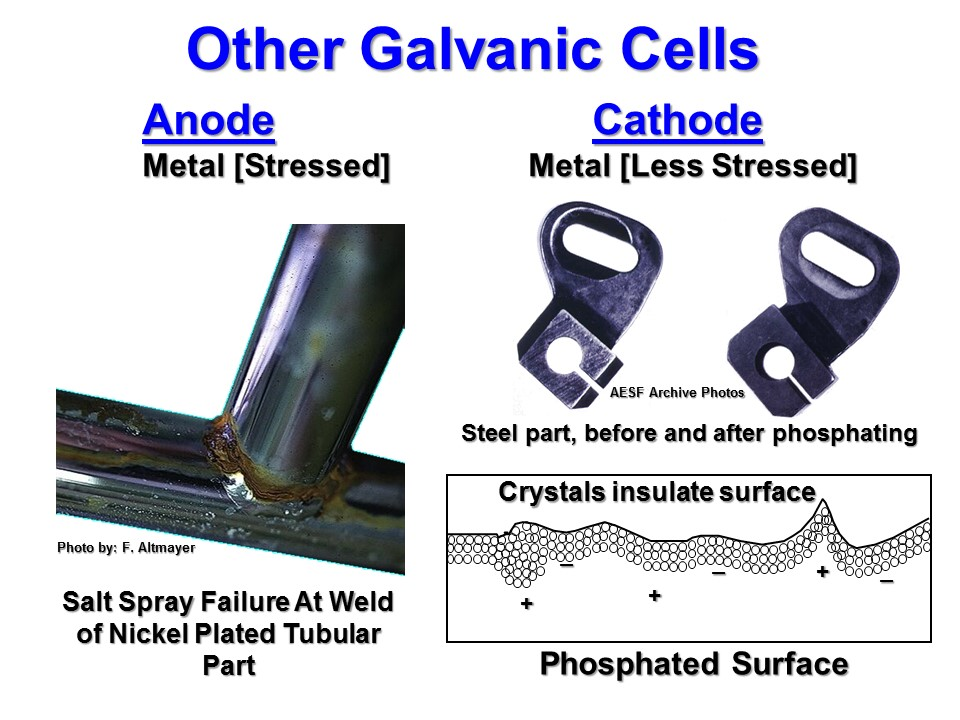 Other Galvanic Cells
Anode
Cathode
Metal [Stressed]
Metal [Less Stressed]
AESF Archive Photos
Steel part, before and after phosphating
Crystals insulate surface
–
–
+
–
+
+
Photo by: F. Altmayer
Salt Spray Failure At Weld
of Nickel Plated Tubular
Part
Phosphated Surface